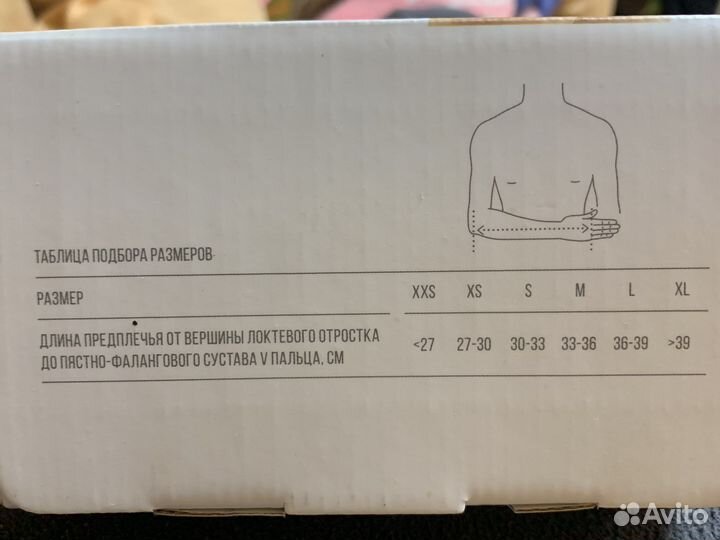 ТАБЛИЦА ПОДБОРА РАЗМЕРОВ
РАЗМЕР XXS XS S M L XL
ДЛИНА ПРЕДПЛЕЧЬЯ ОТ ВЕРШИНЫ ЛОКТЕВОГО ОТРОСТКА
ДО ПЯСТНО-ФАЛАНГОВОГО СУСТАВА V ПАЛЬЦА, СМ <27 27-30 30-33 33-36 36-39 >39
Avito